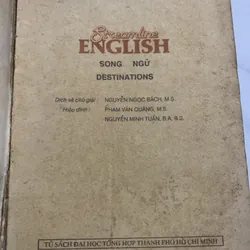 Streamline
ENGLISH
SONG NGỮ
DESTINATIONS
Dịch và chú giải : NGUYỄN NGỌC BÁCH, M.S.
Hiệu đính : PHẠM VĂN QUẢNG, M.S.
NGUYỄN MINH TUẤN, B.A, B.S.
TỦ SÁCH ĐẠI HỌC TỔNG HỢP THÀNH PHỐ HỒ CHÍ MINH